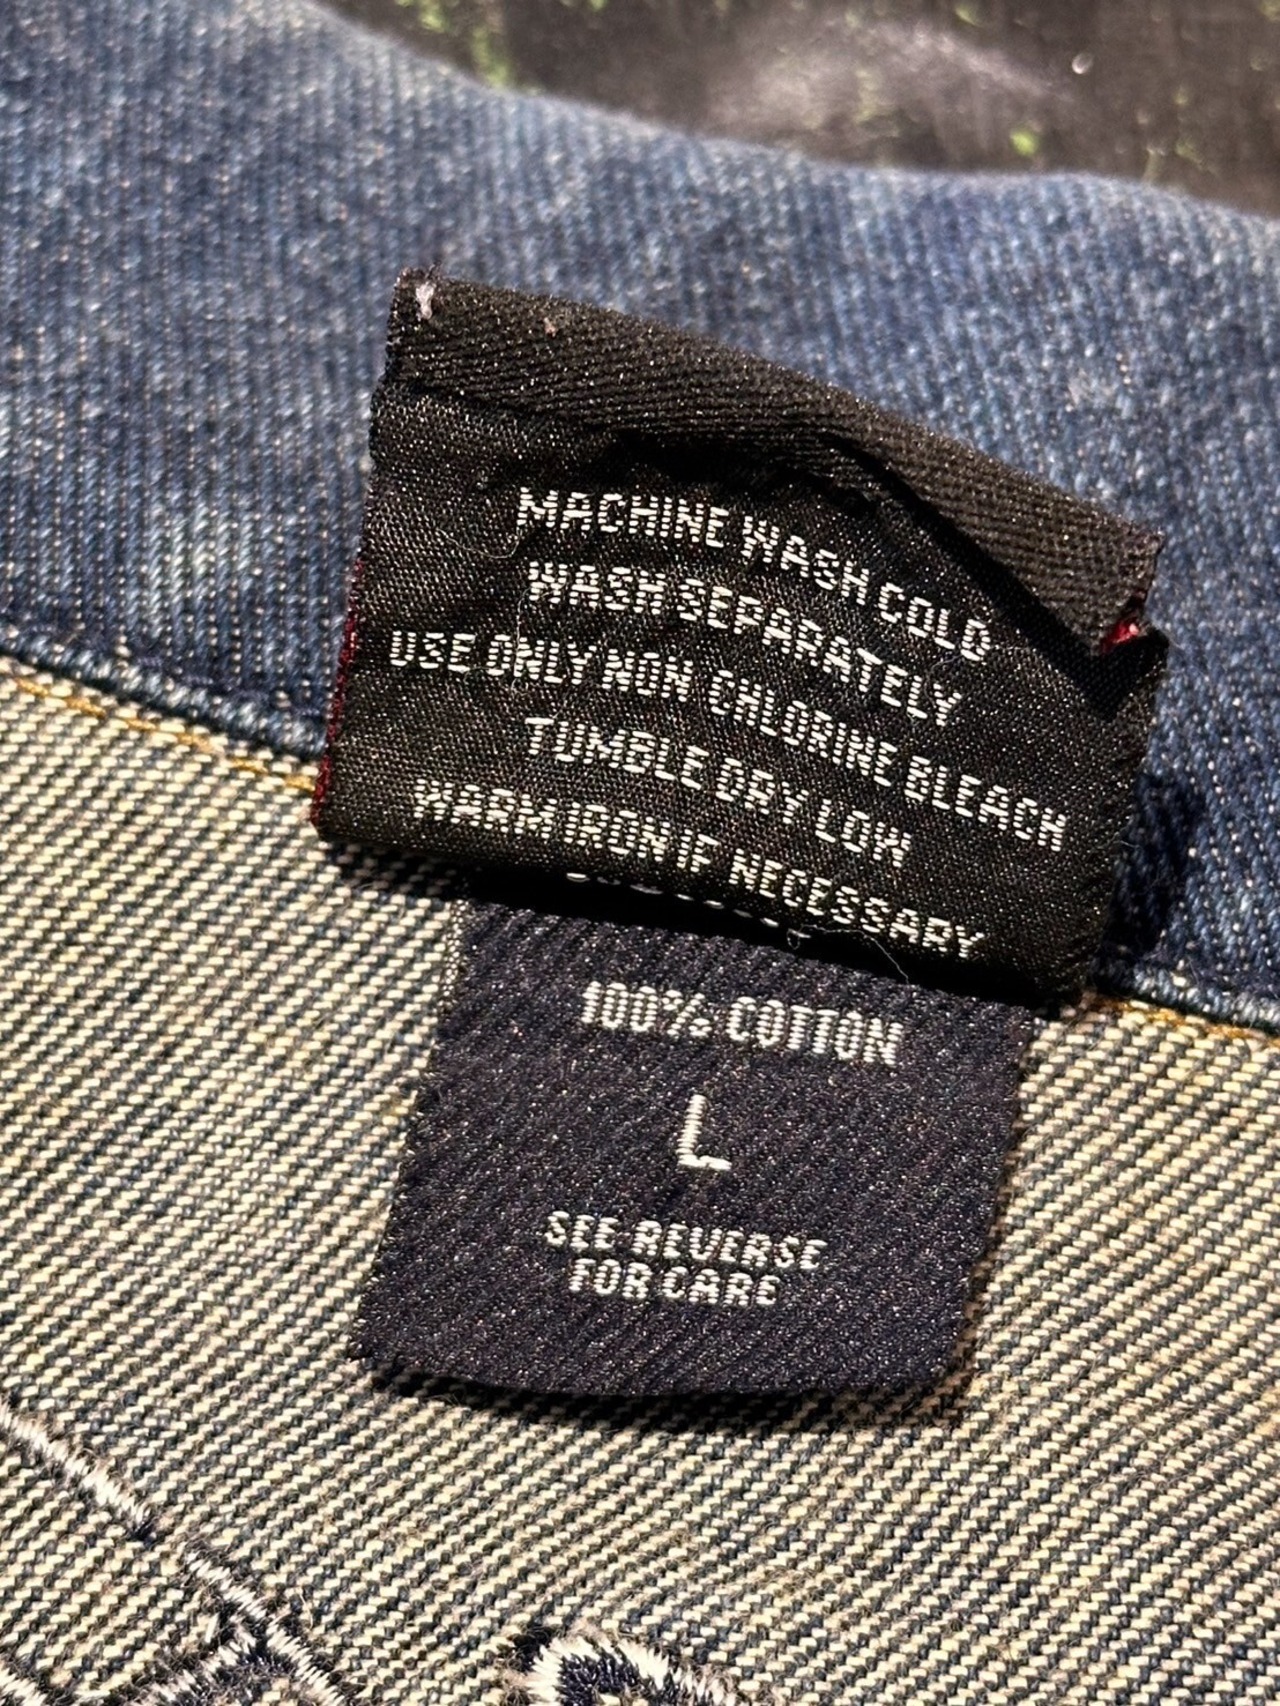 MACHINE WASH COLD
WASH SEPARATELY
USE ONLY NON CHLORINE BLEACH
TUMBLE DRY LOW
WARM IRON IF NECESSARY
100% COTTON
L
SEE REVERSE
FOR CARE